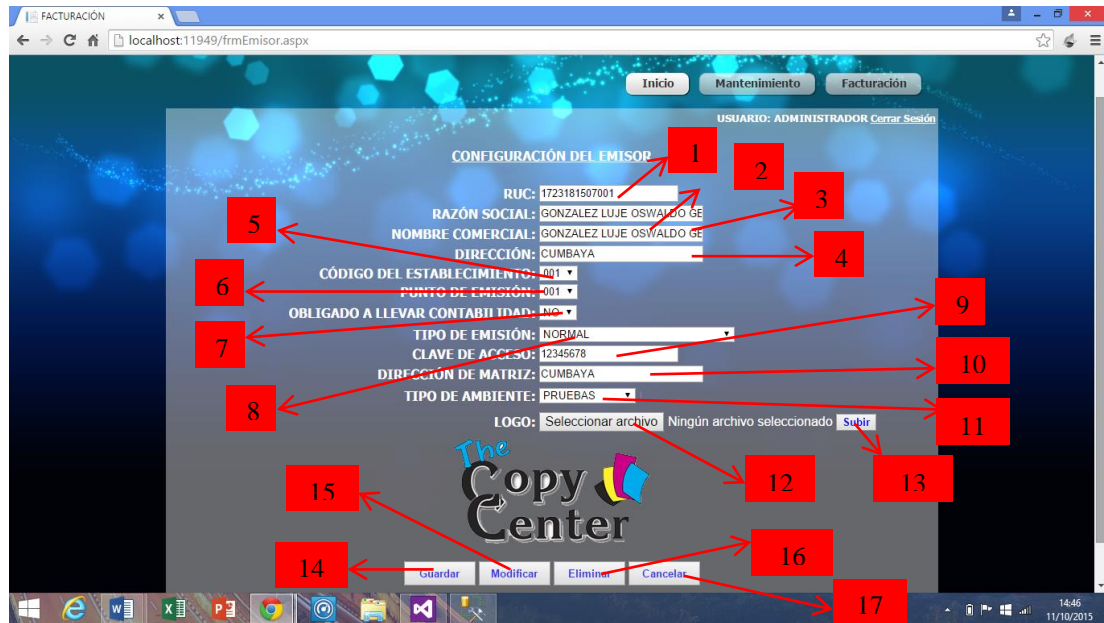 FACTURACIÓN
localhost:11949/frmEmisor.aspx
Inicio Mantenimiento Facturación
USUARIO: ADMINISTRADOR Cerrar Sesión
CONFIGURACIÓN DEL EMISOR
1
2
RUC: 1723181507001
3
RAZÓN SOCIAL: GONZALEZ LUJE OSWALDO GE
5
NOMBRE COMERCIAL: GONZALEZ LUJE OSWALDO GE
DIRECCIÓN: CUMBAYA
4
CÓDIGO DEL ESTABLECIMIENTO: 001
6
PUNTO DE EMISIÓN: 001
9
OBLIGADO A LLEVAR CONTABILIDAD: NO
7
TIPO DE EMISIÓN: NORMAL
CLAVE DE ACCESO: 12345678
10
DIRECCIÓN DE MATRIZ: CUMBAYA
TIPO DE AMBIENTE: PRUEBAS
8
11
LOGO: Seleccionar archivo Ningún archivo seleccionado Subir
The
Copy
Center
12
13
15
16
14
Guardar Modificar Eliminar Cancelar
17
14:46
11/10/2015